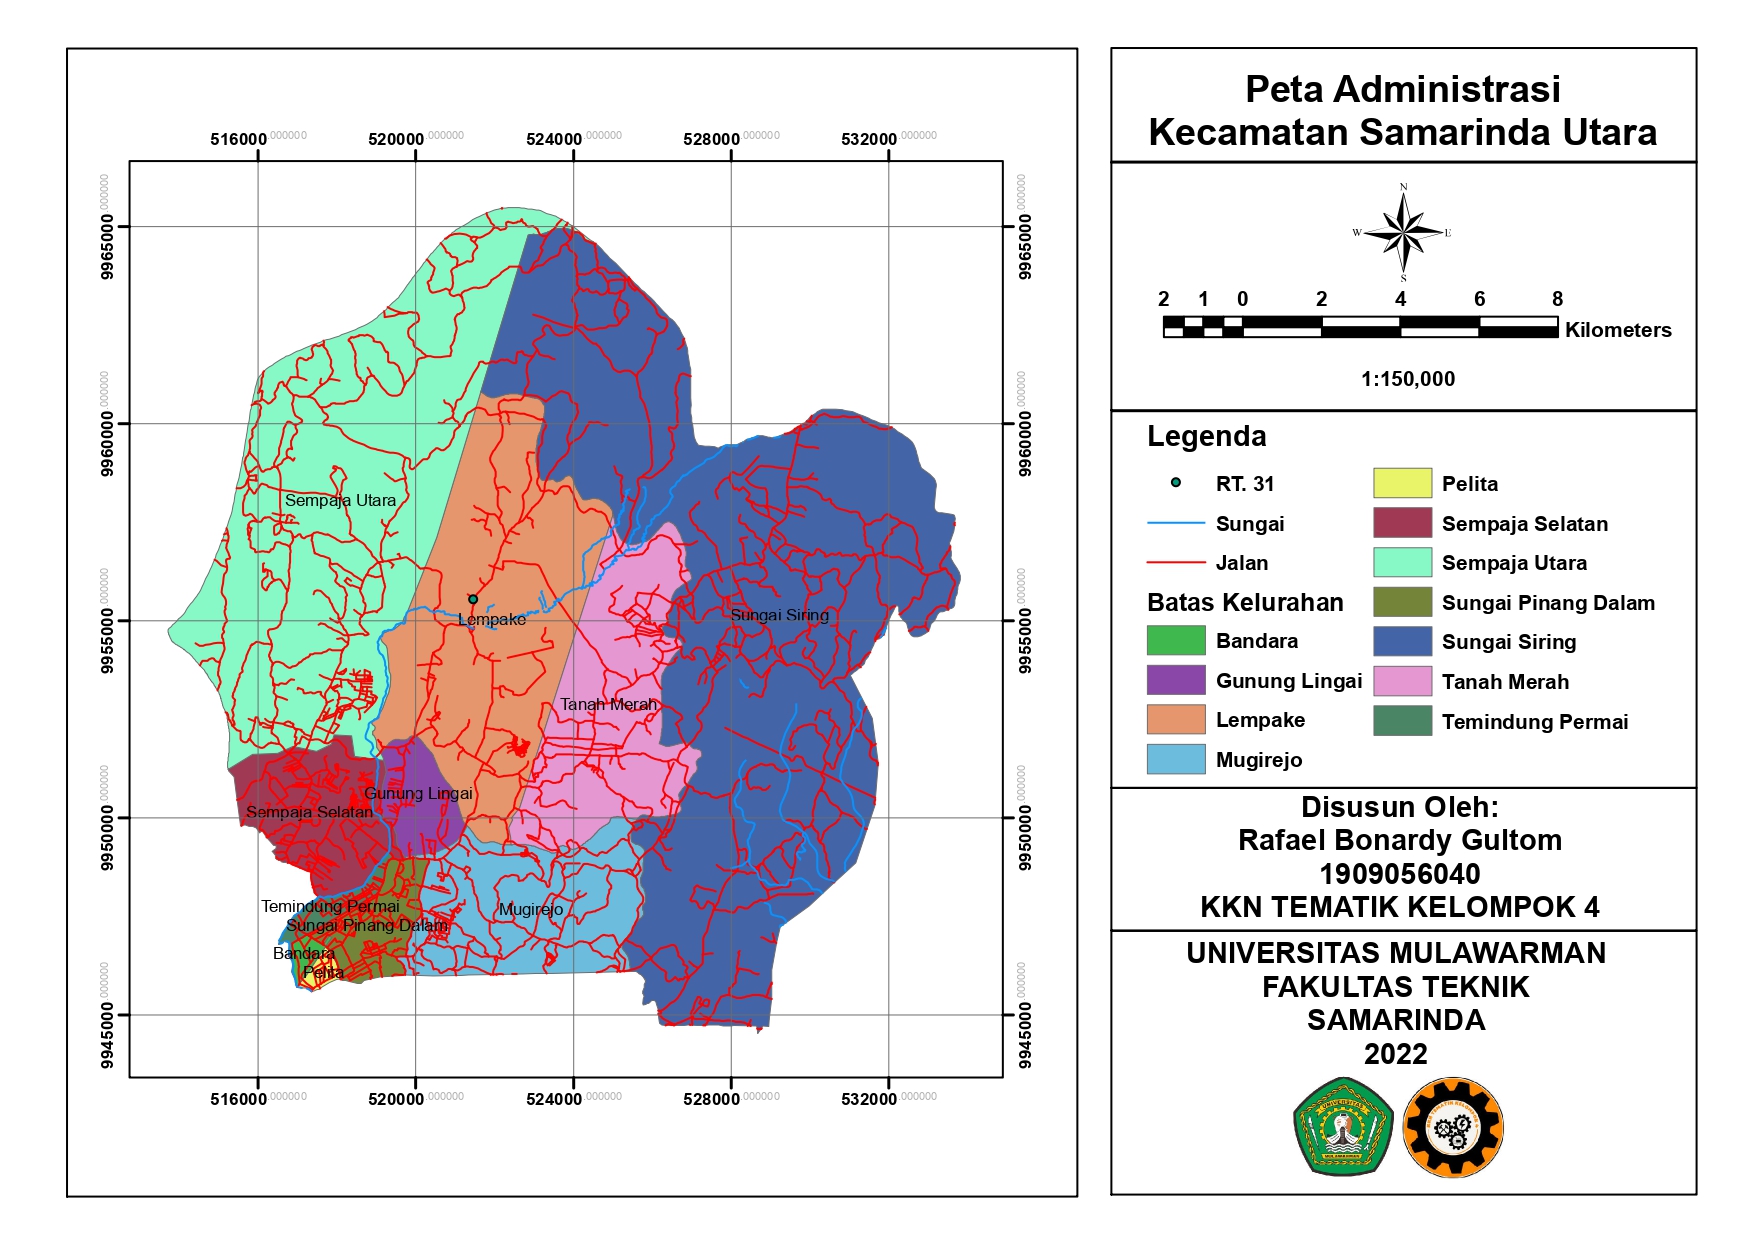 516000.000000 520000.000000 524000.000000 528000.000000 532000.000000
9965000.000000
9960000.000000
9955000.000000
9950000.000000
9945000.000000
Sempaja Utara
Lempake
Sungai Siring
Tanah Merah
Gunung Lingai
Sempaja Selatan
Temindung Permai
Mugirejo
Sungai Pinang Dalam
Bandara
Pelita
9965000.000000
9960000.000000
9955000.000000
9950000.000000
9945000.000000
516000.000000 520000.000000 524000.000000 528000.000000 532000.000000
Peta Administrasi
Kecamatan Samarinda Utara
N
W E
S
2 1 0 2 4 6 8
Kilometers
1:150,000
Legenda
RT. 31
Sungai
Jalan
Batas Kelurahan
Bandara
Gunung Lingai
Lempake
Mugirejo
Pelita
Sempaja Selatan
Sempaja Utara
Sungai Pinang Dalam
Sungai Siring
Tanah Merah
Temindung Permai
Disusun Oleh:
Rafael Bonardy Gultom
1909056040
KKN TEMATIK KELOMPOK 4
UNIVERSITAS MULAWARMAN
FAKULTAS TEKNIK
SAMARINDA
2022
UNIVERSITAS
MULAWARMAN